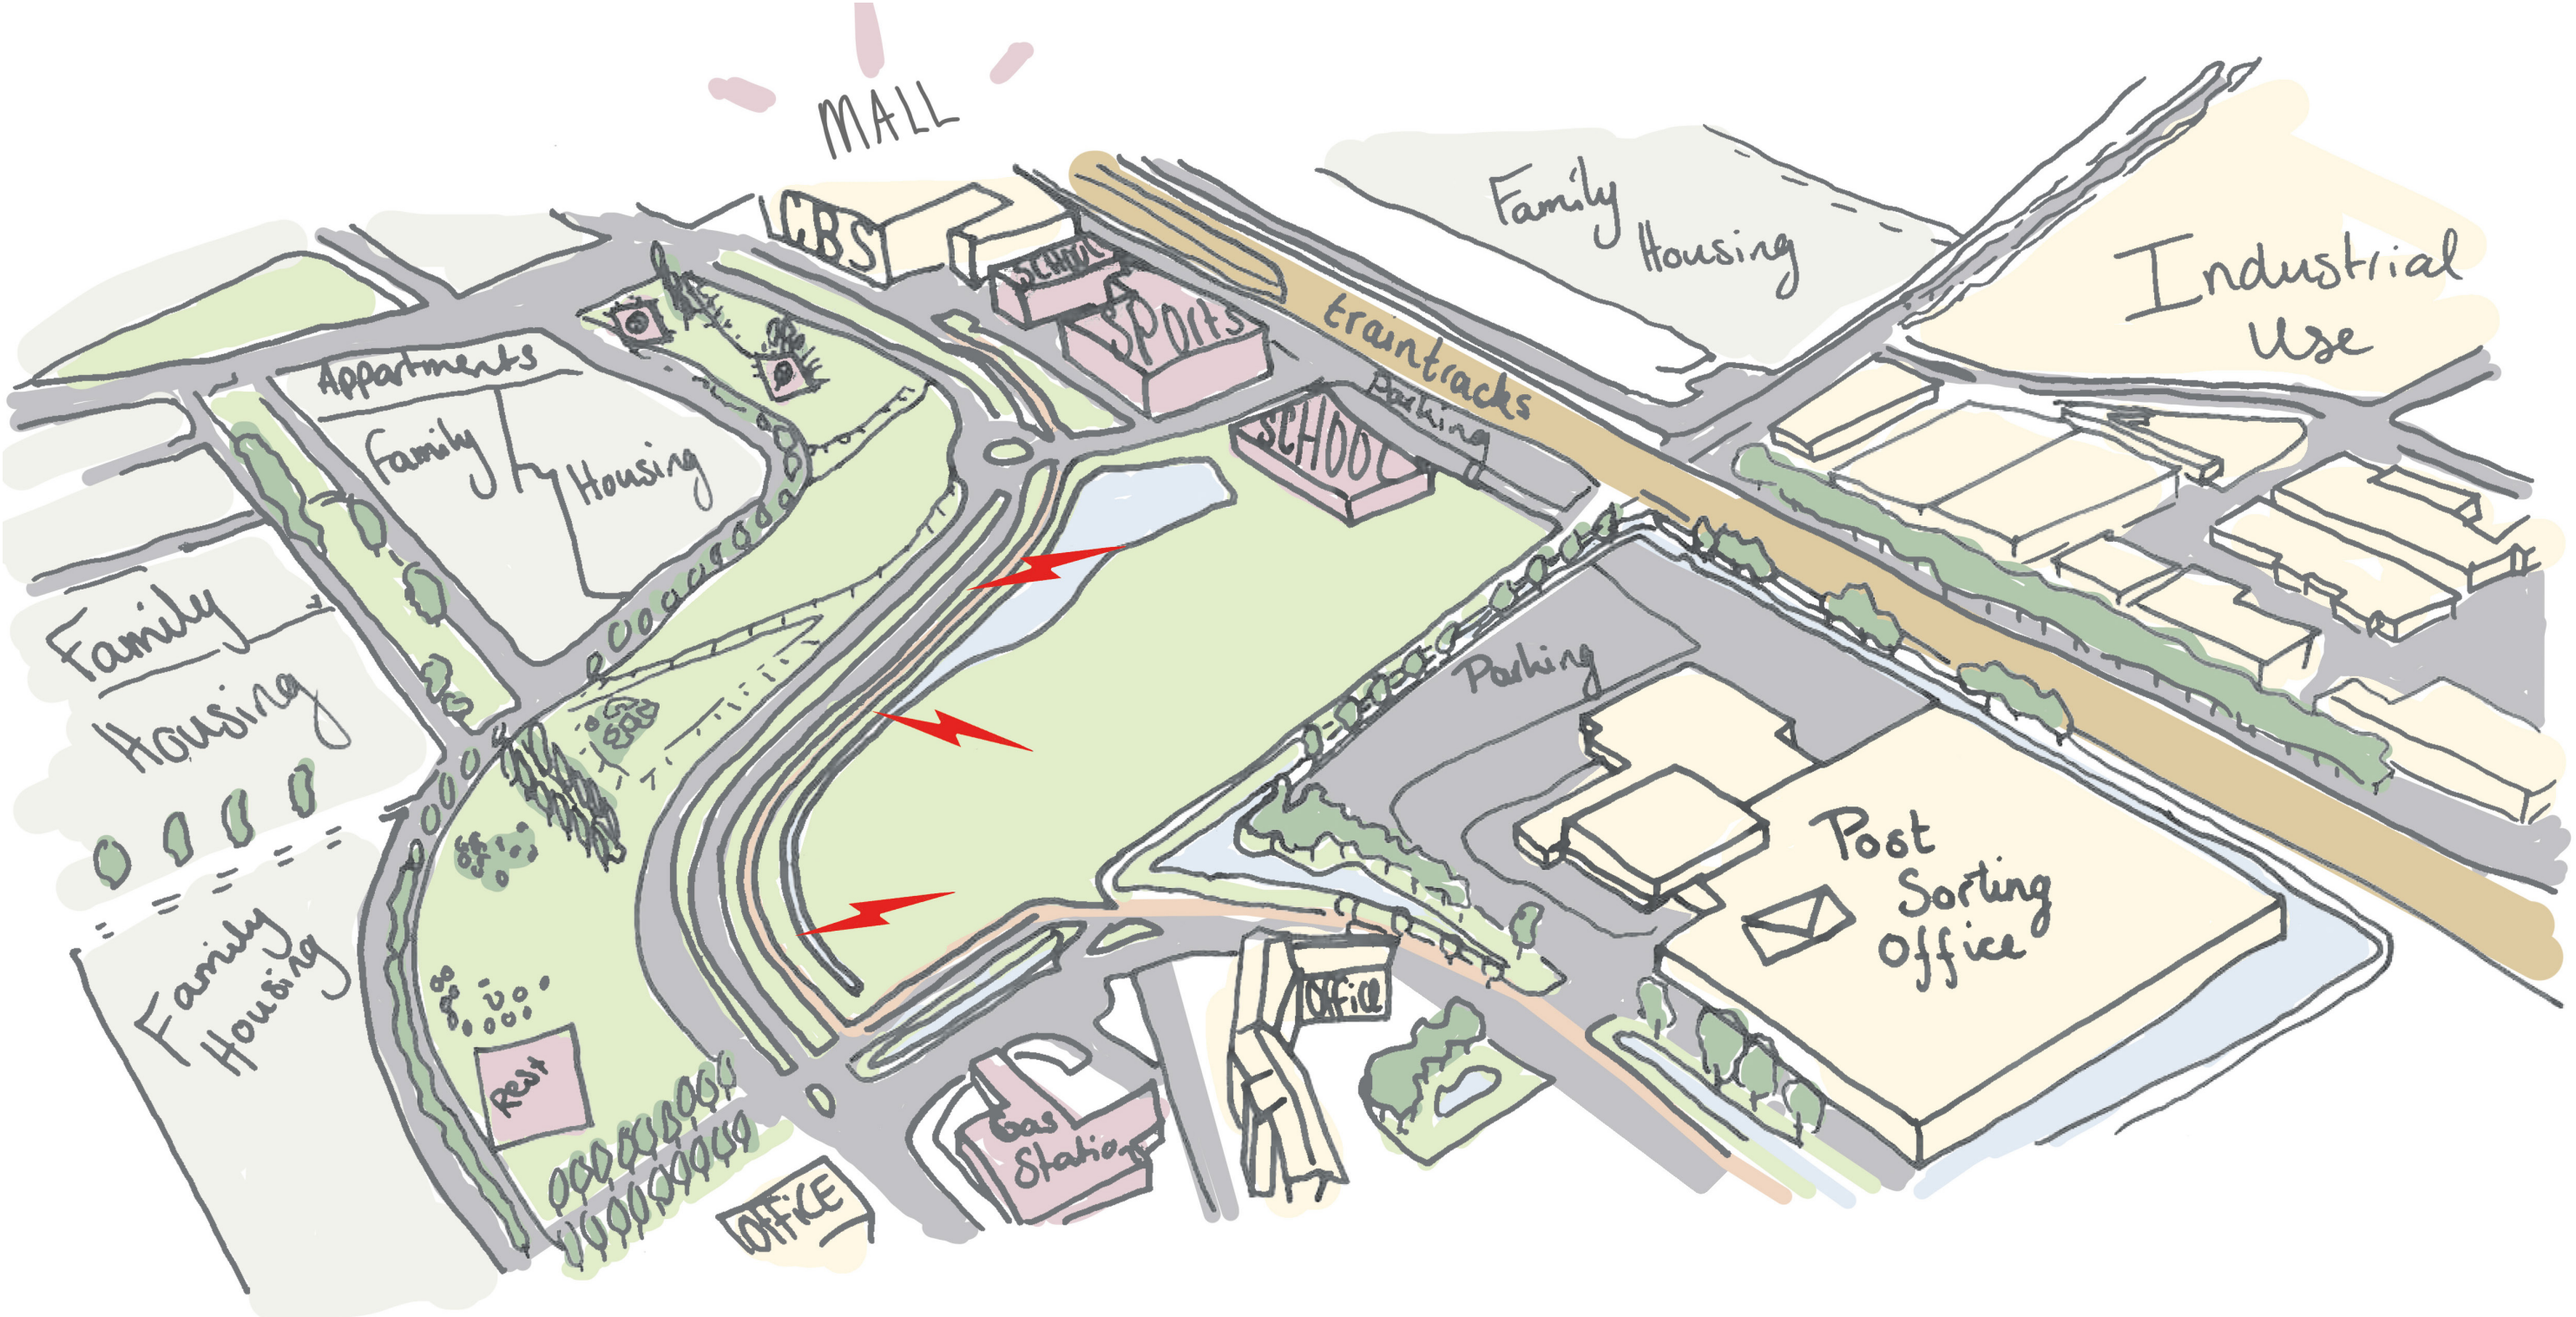 MALL
HBS
SCHOOL
SPOrts
traintracks
Parking
SCHOOL
Family
Housing
Industrial
Use
Appartments
Family
Housing
Family
Housing
Family
Housing
Parking
Post
Sorting
Office
Rest
Gas
Station
OFFiCE
OFFiCE